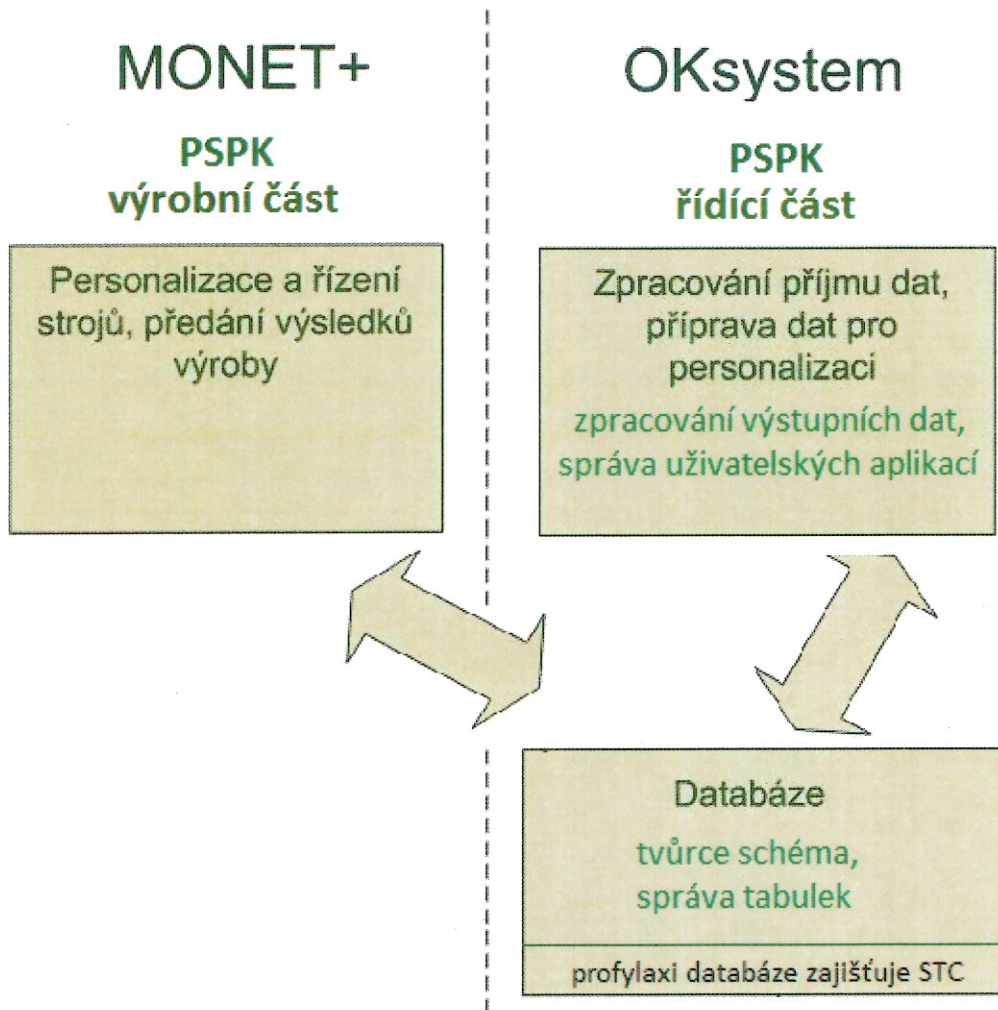 MONET+
PSPK
výrobní část
Personalizace a řízení
strojů, předání výsledků
výroby
OKsystem
PSPK
řídící část
Zpracování příjmu dat,
příprava dat pro
personalizaci
zpracování výstupních dat,
správa uživatelských aplikací
Databáze
tvůrce schéma,
správa tabulek
profylaxi databáze zajišťuje STC